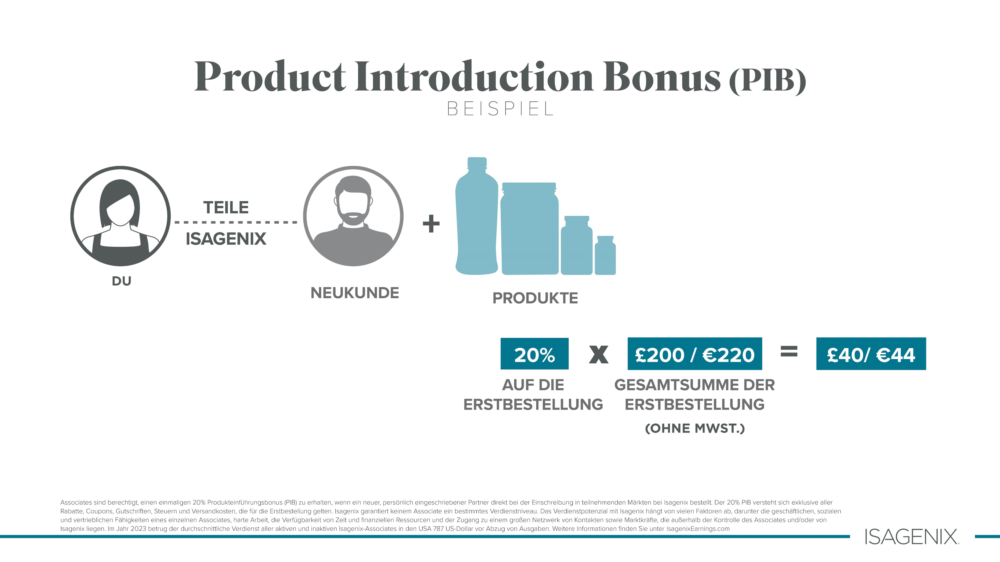 Product Introduction Bonus (PIB)
BEISPIEL
TEILE
ISAGENIX
DU
NEUKUNDE
+
PRODUKTE
20% x £200 / €220 = £40/ €44
AUF DIE
ERSTBESTELLUNG
GESAMTSUMME DER
ERSTBESTELLUNG
(OHNE MWST.)
Associates sind berechtigt, einen einmaligen 20% Produkteinführungsbonus (PIB) zu erhalten, wenn ein neuer, persönlich eingeschriebener Partner direkt bei der Einschreibung in teilnehmenden Märkten bei Isagenix bestellt. Der 20% PIB versteht sich exklusive aller
Rabatte, Coupons, Gutschriften, Steuern und Versandkosten, die für die Erstbestellung gelten. Isagenix garantiert keinem Associate ein bestimmtes Verdienstniveau. Das Verdienstpotenzial mit Isagenix hängt von vielen Faktoren ab, darunter die geschäftlichen, sozialen
und vertrieblichen Fähigkeiten eines einzelnen Associates, harte Arbeit, die Verfügbarkeit von Zeit und finanziellen Ressourcen und der Zugang zu einem großen Netzwerk von Kontakten sowie Marktkräfte, die außerhalb der Kontrolle des Associates und/oder von
Isagenix liegen. Im Jahr 2023 betrug der durchschnittliche Verdienst aller aktiven und inaktiven Isagenix-Associates in den USA 787 US-Dollar vor Abzug von Ausgaben. Weitere Informationen finden Sie unter IsagenixEarnings.com
ISAGENIX